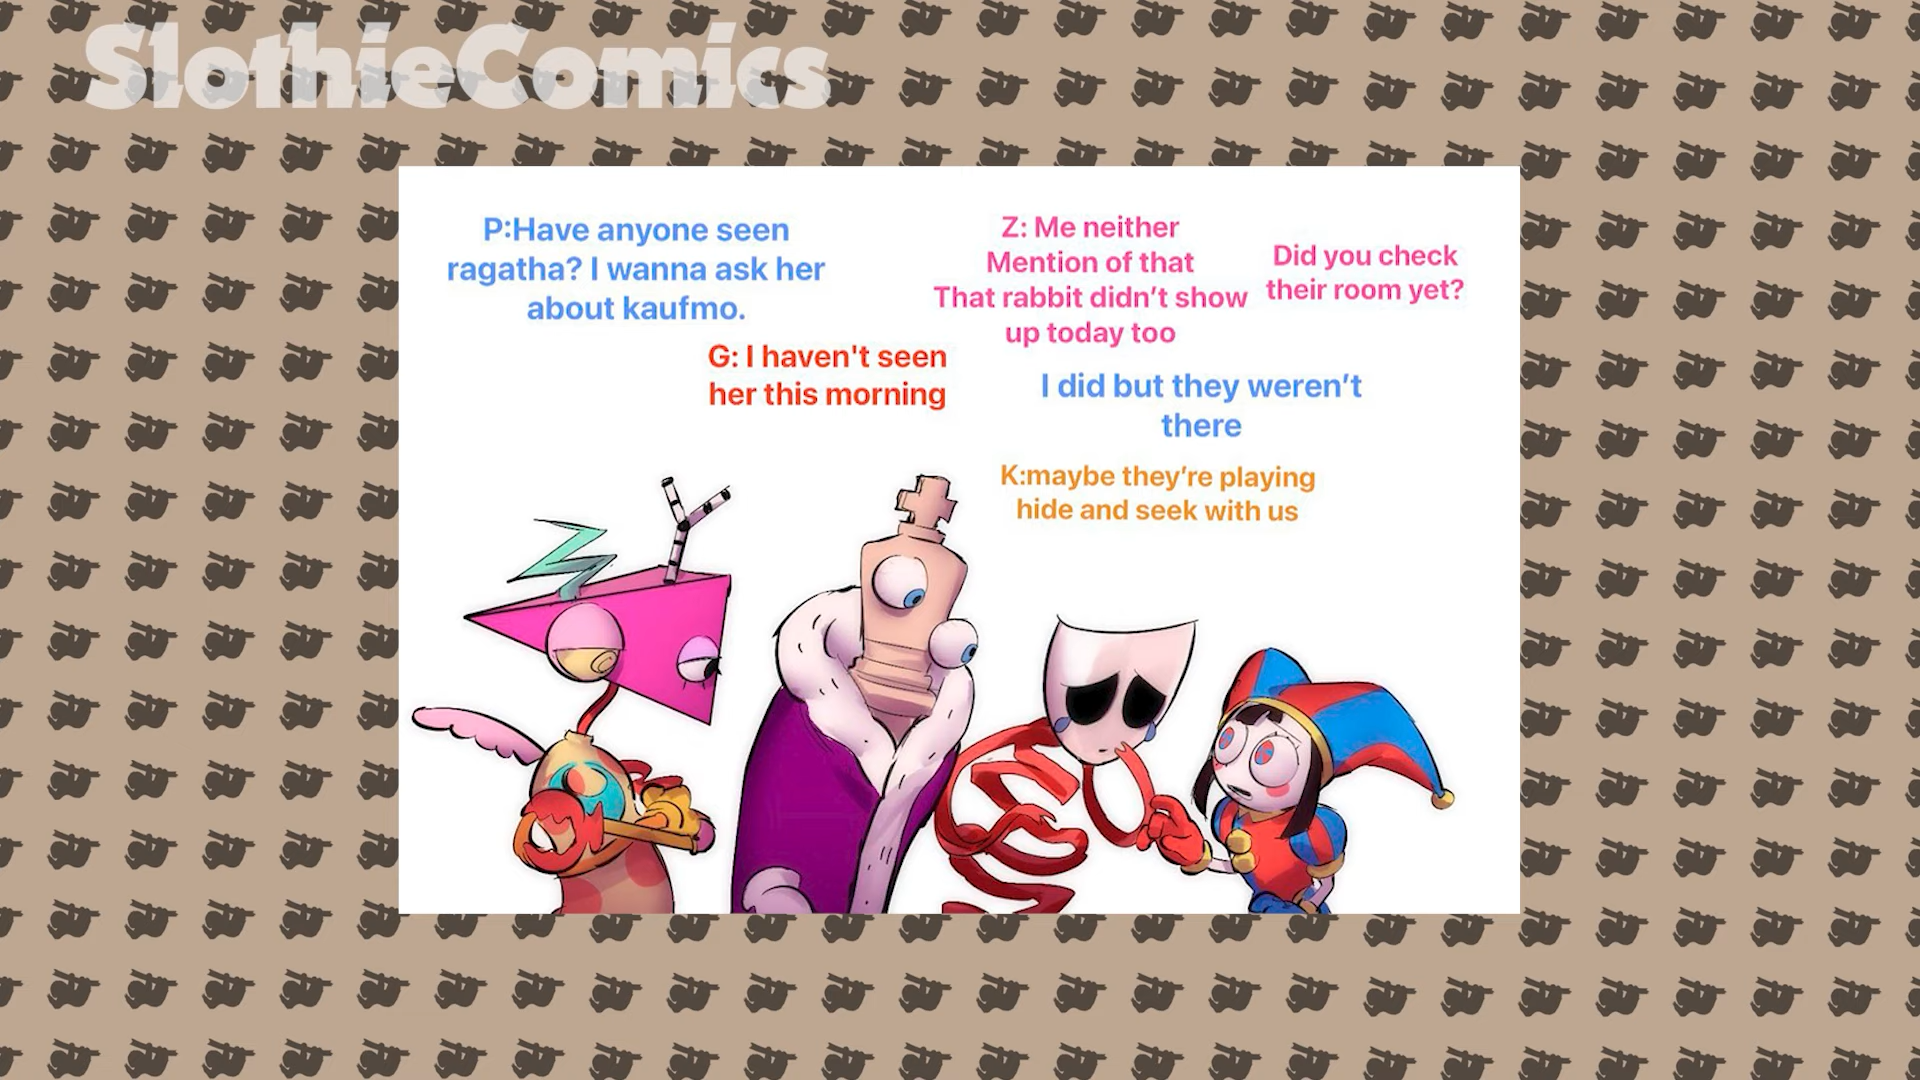 SlothieComics
P:Have anyone seen
ragatha? I wanna ask her
about kaufmo.
G: I haven't seen
her this morning
Z: Me neither
Mention of that
That rabbit didn’t show
up today too
Did you check
their room yet?
I did but they weren’t
there
K:maybe they’re playing
hide and seek with us